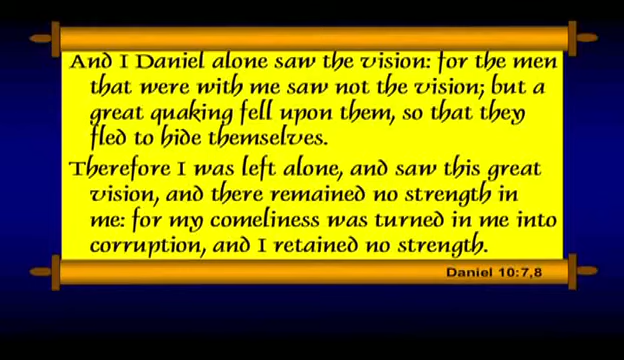 And I Daniel alone saw the vision: for the men
that were with me saw not the vision; but a
great quaking fell upon them, so that they
fled to hide themselves.
Therefore I was left alone, and saw this great
vision, and there remained no strength in
me: for my comeliness was turned in me into
corruption, and I retained no strength.
Daniel 10:7,8